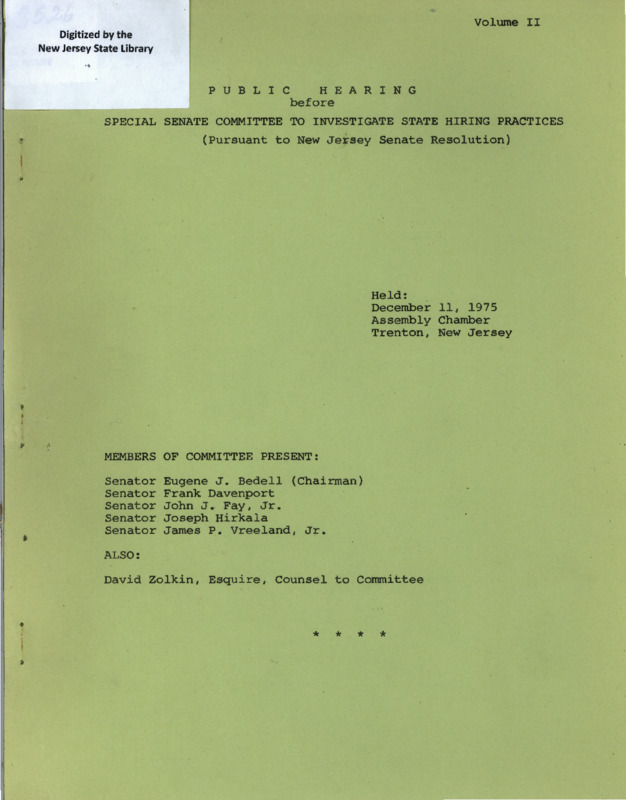 Volume II
Digitized by the
New Jersey State Library
PUBLIC HEARING
before
SPECIAL SENATE COMMITTEE TO INVESTIGATE STATE HIRING PRACTICES
(Pursuant to New Jersey Senate Resolution)
Held:
December 11, 1975
Assembly Chamber
Trenton, New Jersey
MEMBERS OF COMMITTEE PRESENT:
Senator Eugene J. Bedell (Chairman)
Senator Frank Davenport
Senator John J. Fay, Jr.
Senator Joseph Hirkala
Senator James P. Vreeland, Jr.
ALSO:
David Zolkin, Esquire, Counsel to Committee
* * * *